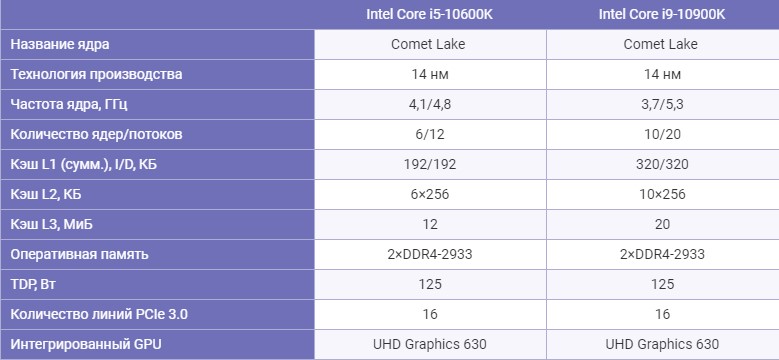 Intel Core i5-10600K Intel Core i9-10900K
Название ядра Comet Lake Comet Lake
Технология производства 14 нм 14 нм
Частота ядра, ГГц 4,1/4,8 3,7/5,3
Количество ядер/потоков 6/12 10/20
Кэш L1 (сумм.), I/D, КБ 192/192 320/320
Кэш L2, КБ 6×256 10×256
Кэш L3, МиБ 12 20
Оперативная память 2×DDR4-2933 2×DDR4-2933
TDP, Вт 125 125
Количество линий PCIe 3.0 16 16
Интегрированный GPU UHD Graphics 630 UHD Graphics 630